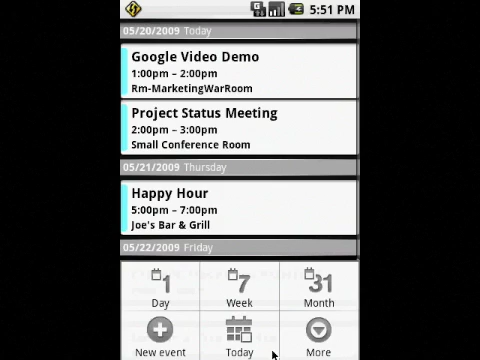 5:51 PM
05/20/2009 Today
Google Video Demo
1:00pm – 2:00pm
Rm-MarketingWarRoom
Project Status Meeting
2:00pm – 3:00pm
Small Conference Room
05/21/2009 Thursday
Happy Hour
5:00pm – 7:00pm
Joe's Bar & Grill
05/22/2009 Friday
1 7 31
Day Week Month
New event Today More